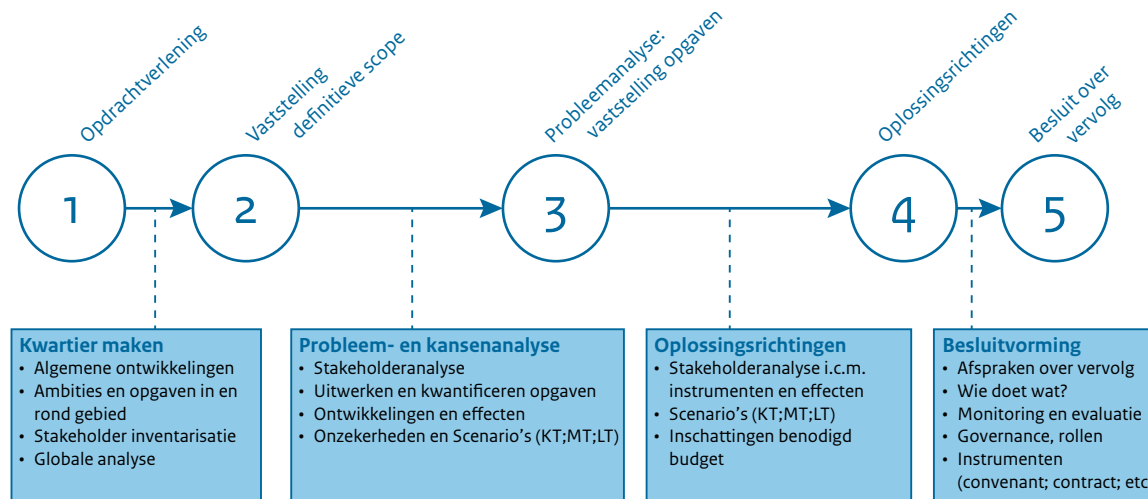 Opdrachtverlening
Vaststelling
definitieve scope
Probleemanalyse:
vaststelling opgaven
Oplossingsrichtingen
Besluit over
vervolg
1
2
3
4
5
Kwartier maken
• Algemene ontwikkelingen
• Ambities en opgaven in en
rond gebied
• Stakeholder inventarisatie
• Globale analyse
Probleem- en kansenanalyse
• Stakeholderanalyse
• Uitwerken en kwantificeren opgaven
• Ontwikkelingen en effecten
• Onzekerheden en Scenario's (KT;MT;LT)
Oplossingsrichtingen
• Stakeholderanalyse i.c.m.
instrumenten en effecten
• Scenario's (KT;MT;LT)
• Inschattingen benodigd
budget
Besluitvorming
• Afspraken over vervolg
• Wie doet wat?
• Monitoring en evaluatie
• Governance, rollen
• Instrumenten
(convenant; contract; etc